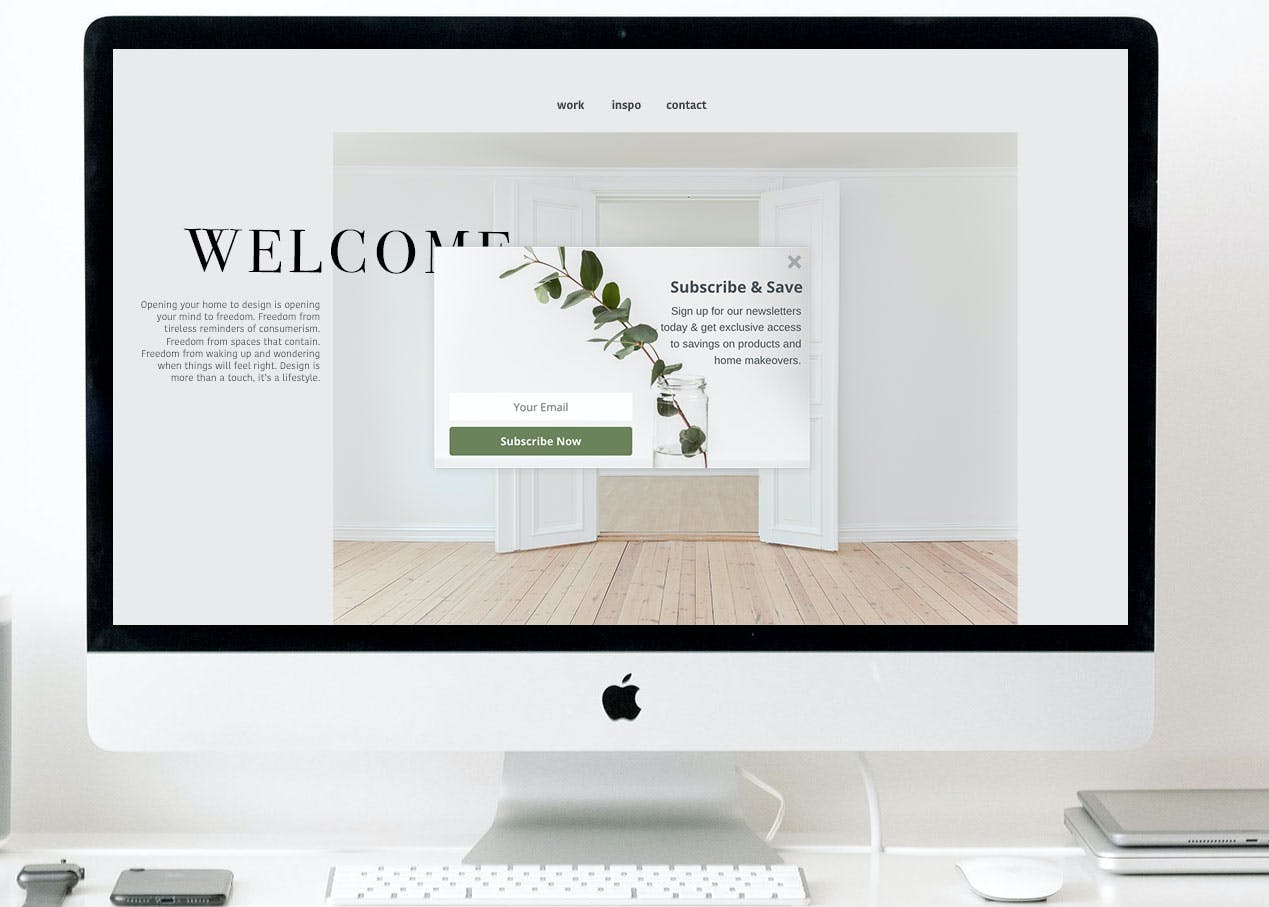 work inspo contact
WELCOME
Opening your home to design is opening
your mind to freedom. Freedom from
tireless reminders of consumerism.
Freedom from spaces that contain.
Freedom from waking up and wondering
when things will feel right. Design is
more than a touch, it's a lifestyle.
Subscribe & Save
Sign up for our newsletters
today & get exclusive access
to savings on products and
home makeovers.
Your Email
Subscribe Now